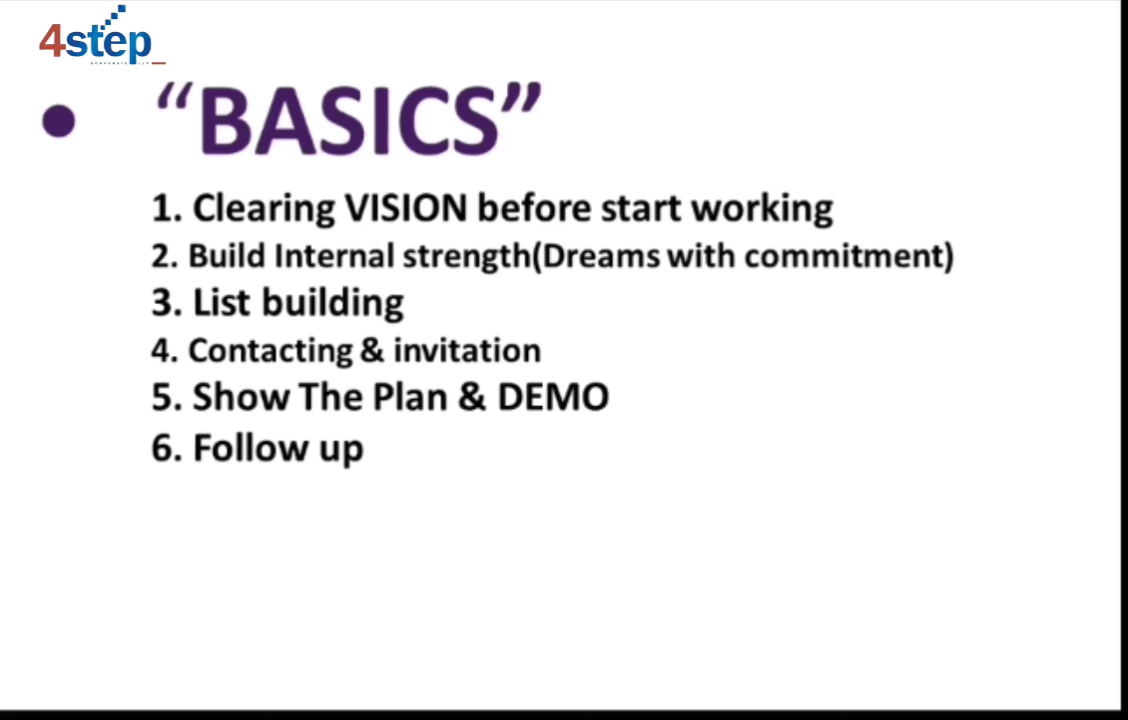 4step
• “BASICS”
1. Clearing VISION before start working
2. Build Internal strength(Dreams with commitment)
3. List building
4. Contacting & invitation
5. Show The Plan & DEMO
6. Follow up